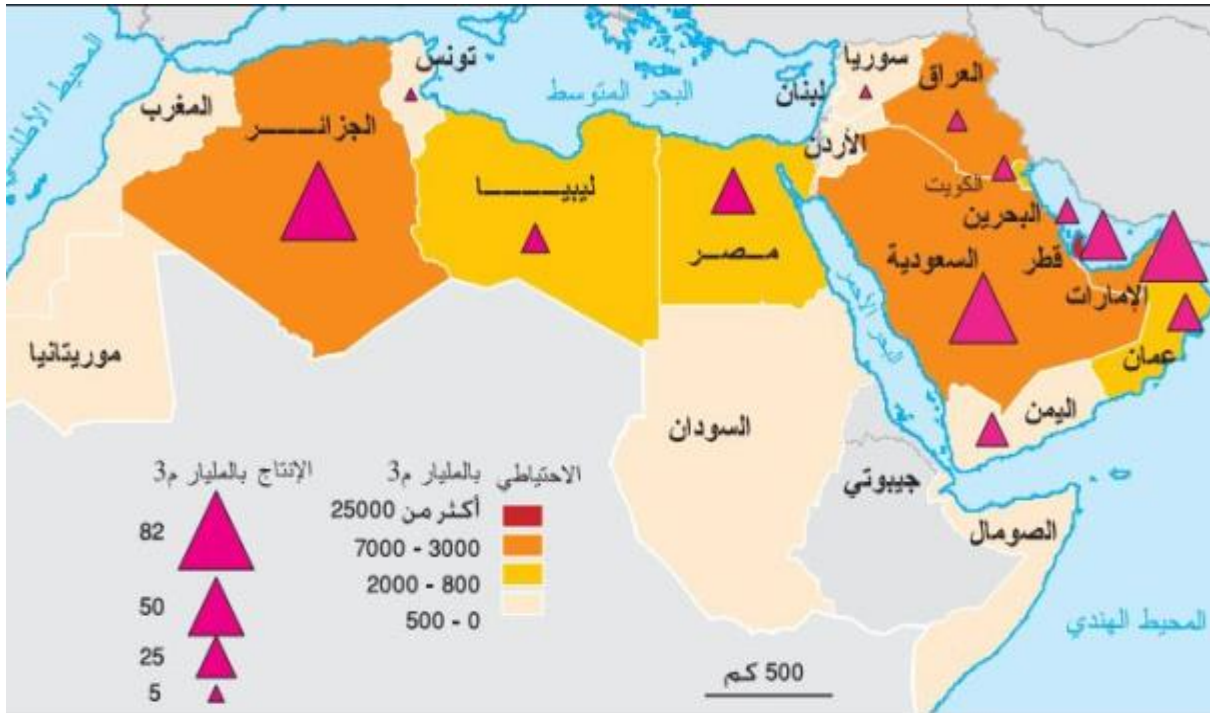 المحيط الأطلسي
المغرب
تونس
الجزائر
البحر المتوسط
سوريا
لبنان
العراق
الأردن
الكويت
ليبيا
مصر
البحرين
قطر
السعودية
الإمارات
عمان
البحر الأحمر
موريتانيا
السودان
اليمن
جيبوتي
الصومال
المحيط الهندي
الإنتاج بالمليار م3
82
50
25
5
الاحتياطي بالمليار م3
أكثر من 25000
3000 - 7000
800 - 2000
0 - 500
500 كم